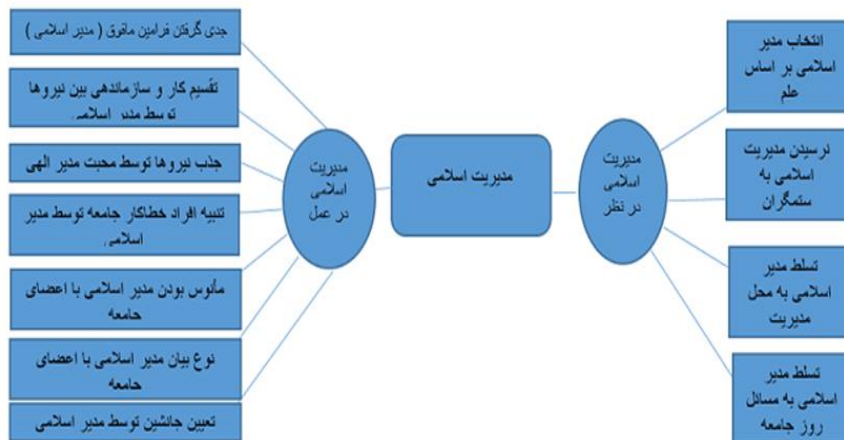 مدیریت اسلامی
مدیریت
اسلامی
در نظر
انتخاب مدیر
اسلامی بر اساس
علم
نرسیدن مدیریت
اسلامی به
ستمگران
تسلط مدیر
اسلامی به محل
مدیریت
تسلط مدیر
اسلامی به مسائل
روز جامعه
مدیریت
اسلامی
در عمل
جدی گرفتن فرامین مافوق ( مدیر اسلامی )
تقسیم کار و سازماندهی بین نیروها
توسط مدیر اسلامی
جذب نیروها توسط محبت مدیر الهی
تنبیه افراد خطاکار جامعه توسط مدیر
اسلامی
مأنوس بودن مدیر اسلامی با اعضای
جامعه
نوع بیان مدیر اسلامی با اعضای
جامعه
تعیین جانشین توسط مدیر اسلامی